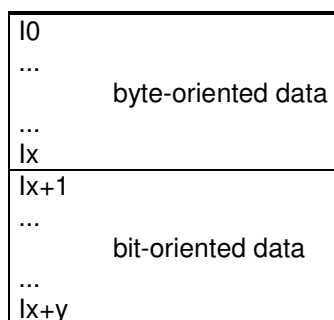 I0
...
byte-oriented data
...
Ix
Ix+1
...
bit-oriented data
...
Ix+y